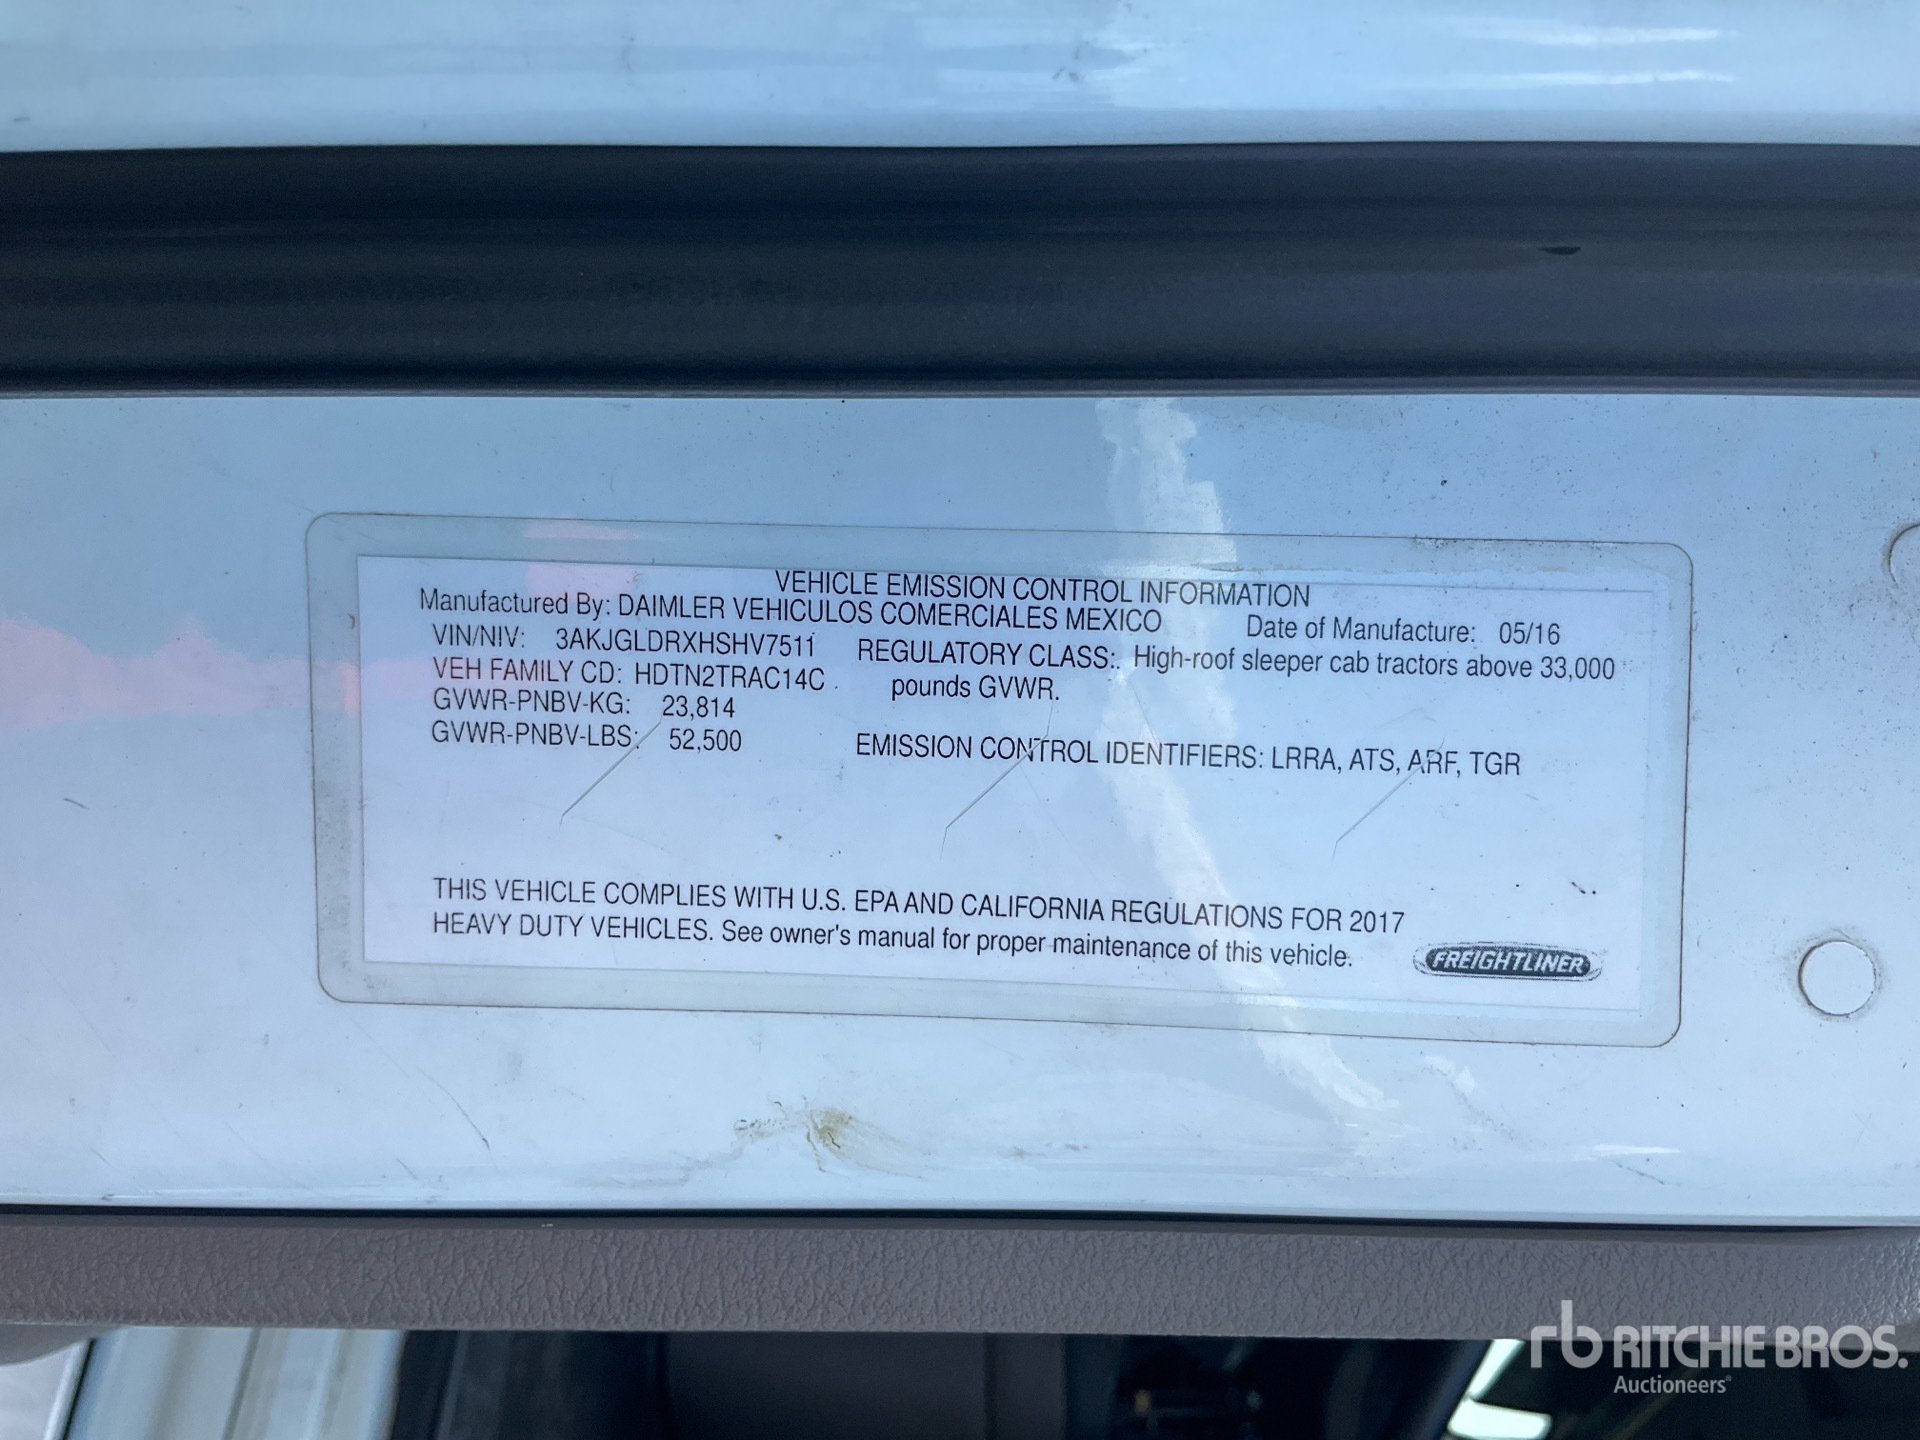 VEHICLE EMISSION CONTROL INFORMATION
Manufactured By: DAIMLER VEHICULOS COMERCIALES MEXICO
Date of Manufacture: 05/16
VIN/NIV: 3AKJGLDRXHSHV7511
VEH FAMILY CD: HDTN2TRAC14C
GVWR-PNBV-KG: 23,814
GVWR-PNBV-LBS: 52,500
REGULATORY CLASS: High-roof sleeper cab tractors above 33,000
pounds GVWR.
EMISSION CONTROL IDENTIFIERS: LRRA, ATS, ARF, TGR
THIS VEHICLE COMPLIES WITH U.S. EPA AND CALIFORNIA REGULATIONS FOR 2017
HEAVY DUTY VEHICLES. See owner's manual for proper maintenance of this vehicle.
FREIGHTLINER
rb RITCHIE BROS.
Auctioneers